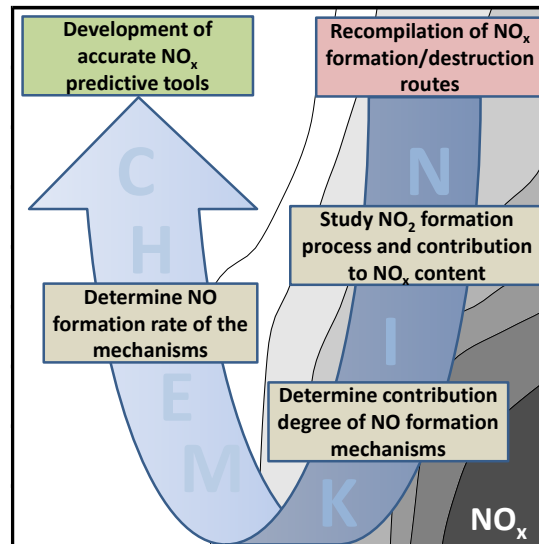 Development of
accurate NOₓ
predictive tools
Recompilation of NOₓ
formation/destruction
routes
C
H
E
M
K
I
N
Study NO₂ formation
process and contribution
to NOₓ content
Determine NO
formation rate of the
mechanisms
Determine contribution
degree of NO formation
mechanisms
NOₓ